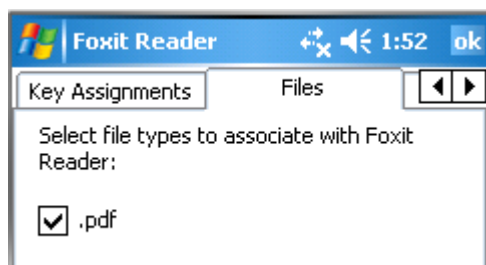 Foxit Reader 1:52 ok
Key Assignments Files
Select file types to associate with Foxit
Reader:
.pdf